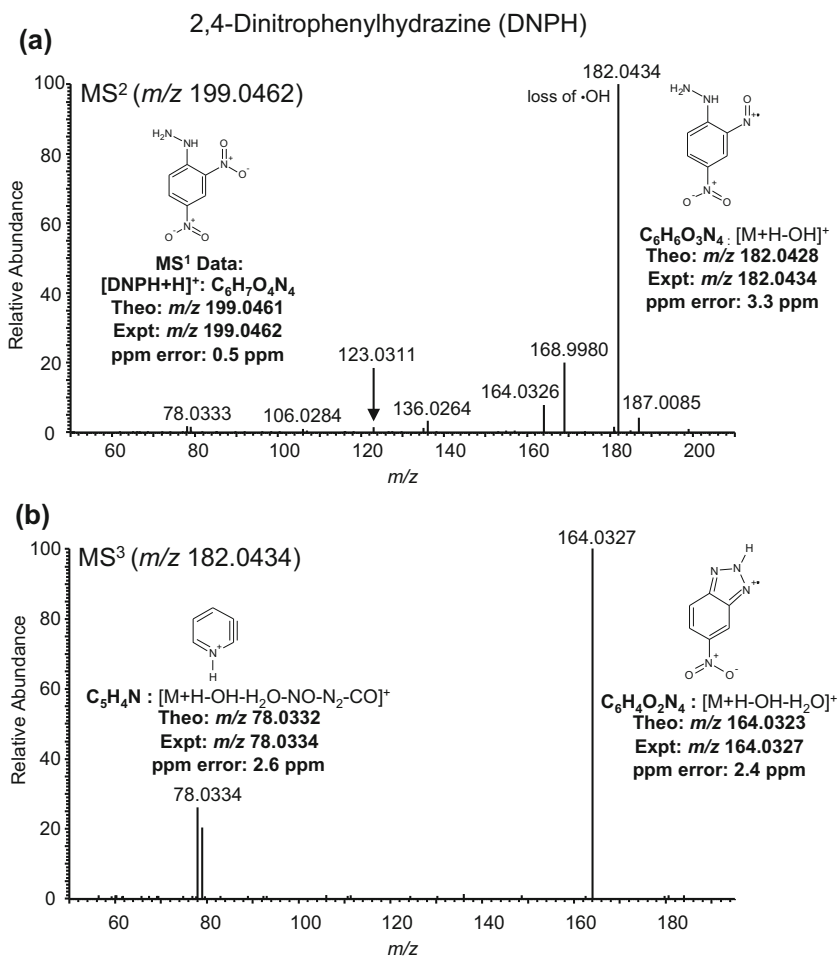 2,4-Dinitrophenylhydrazine (DNPH)
(a)
MS² (m/z 199.0462)
H₂N
NH
O
N⁺
O⁻
O⁻
N⁺
O
MS¹ Data:
[DNPH+H]⁺: C₆H₇O₄N₄
Theo: m/z 199.0461
Expt: m/z 199.0462
ppm error: 0.5 ppm
182.0434
loss of ·OH
H₂N
NH
O
N⁺•
O⁻
N⁺
O
C₆H₆O₃N₄ : [M+H-OH]⁺
Theo: m/z 182.0428
Expt: m/z 182.0434
ppm error: 3.3 ppm
78.0333
106.0284
123.0311
136.0264
164.0326
168.9980
187.0085
Relative Abundance
100
80
60
40
20
0
60 80 100 120 140 160 180 200
m/z
(b)
MS³ (m/z 182.0434)
N⁺
H
C₅H₄N : [M+H-OH-H₂O-NO-N₂-CO]⁺
Theo: m/z 78.0332
Expt: m/z 78.0334
ppm error: 2.6 ppm
78.0334
164.0327
H
N
N
N⁺•
N⁺
O
O⁻
C₆H₄O₂N₄ : [M+H-OH-H₂O]⁺
Theo: m/z 164.0323
Expt: m/z 164.0327
ppm error: 2.4 ppm
Relative Abundance
100
80
60
40
20
0
60 80 100 120 140 160 180
m/z